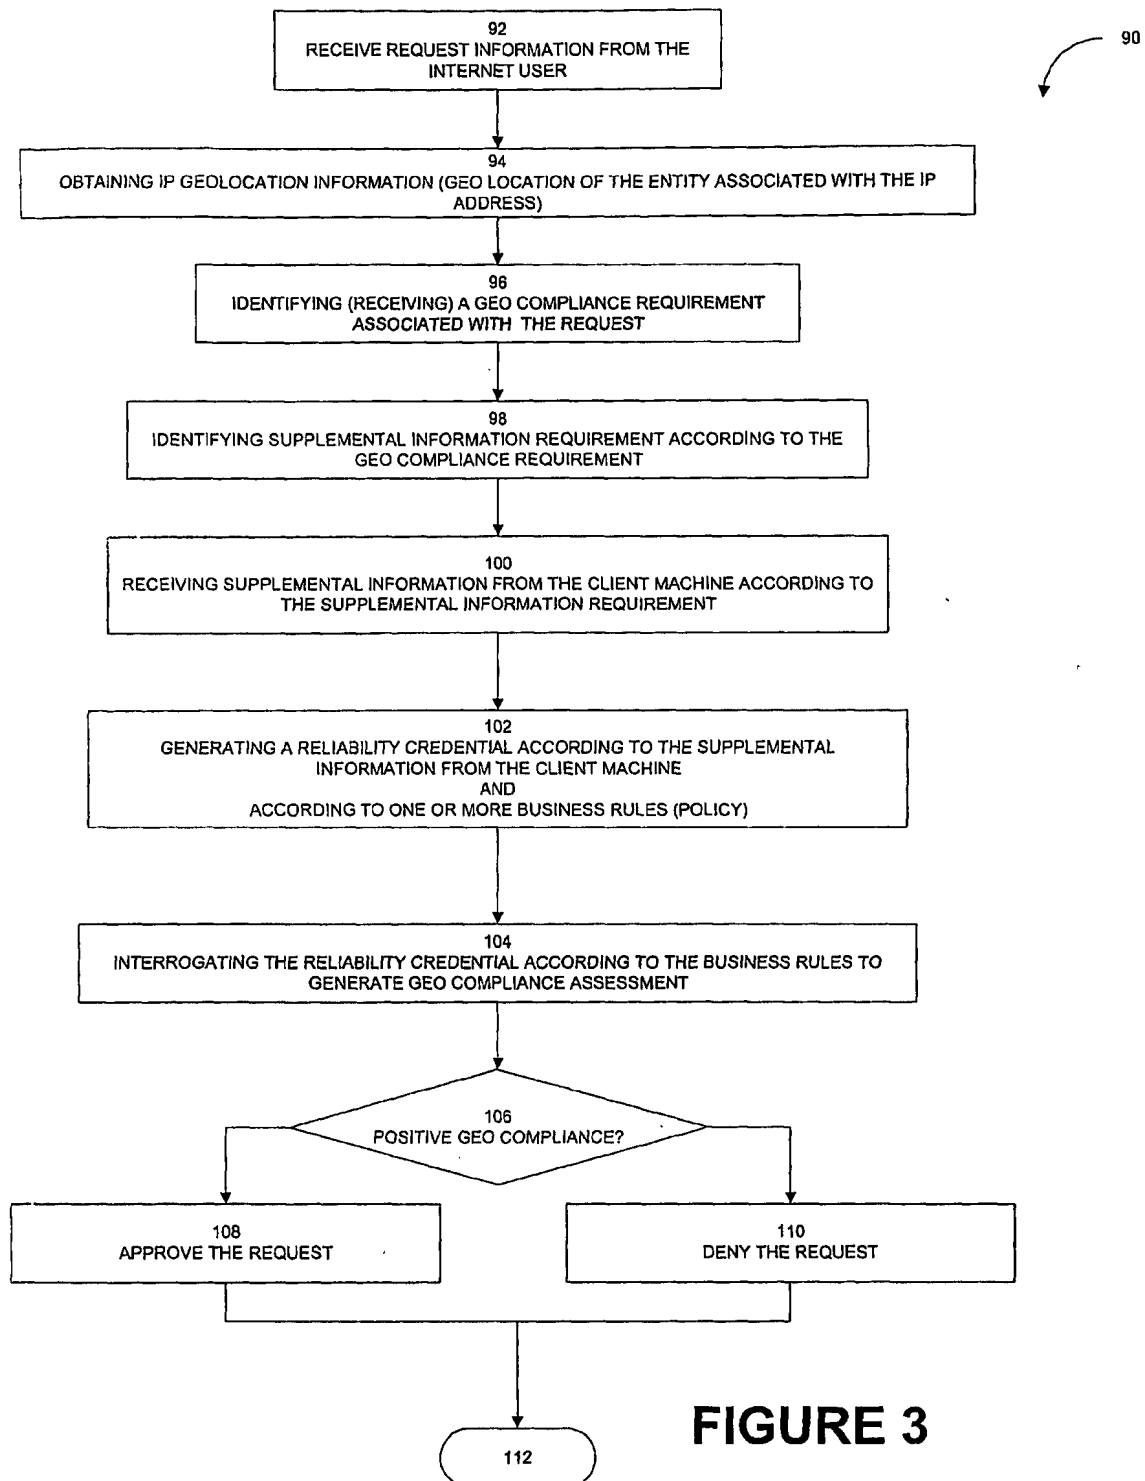 92
RECEIVE REQUEST INFORMATION FROM THE
INTERNET USER
90
94
OBTAINING IP GEOLOCATION INFORMATION (GEO LOCATION OF THE ENTITY ASSOCIATED WITH THE IP
ADDRESS)
96
IDENTIFYING (RECEIVING) A GEO COMPLIANCE REQUIREMENT
ASSOCIATED WITH THE REQUEST
98
IDENTIFYING SUPPLEMENTAL INFORMATION REQUIREMENT ACCORDING TO THE
GEO COMPLIANCE REQUIREMENT
100
RECEIVING SUPPLEMENTAL INFORMATION FROM THE CLIENT MACHINE ACCORDING TO
THE SUPPLEMENTAL INFORMATION REQUIREMENT
102
GENERATING A RELIABILITY CREDENTIAL ACCORDING TO THE SUPPLEMENTAL
INFORMATION FROM THE CLIENT MACHINE
AND
ACCORDING TO ONE OR MORE BUSINESS RULES (POLICY)
104
INTERROGATING THE RELIABILITY CREDENTIAL ACCORDING TO THE BUSINESS RULES TO
GENERATE GEO COMPLIANCE ASSESSMENT
106
POSITIVE GEO COMPLIANCE?
108
APPROVE THE REQUEST
110
DENY THE REQUEST
112
FIGURE 3